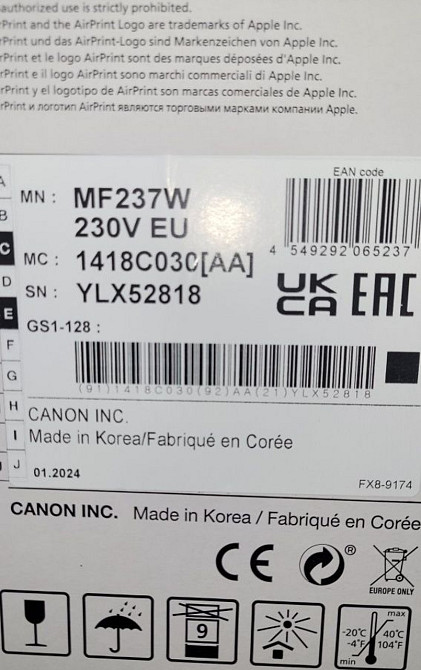 authorized use is strictly prohibited.
rPrint and the AirPrint Logo are trademarks of Apple Inc.
rPrint und das AirPrint-Logo sind Markenzeichen von Apple Inc.
rPrint et le logo AirPrint sont des marques déposées d'Apple Inc.
rPrint e il logo AirPrint sono marchi commerciali di Apple Inc.
rPrint y el logotipo de AirPrint son marcas comerciales de Apple Inc.
rPrint и логотип AirPrint являются торговыми марками компании Apple.
EAN code
4 549292 065237
A
B
C
D
E
F
G
H
I
J
MN : MF237W
230V EU
MC : 1418C030[AA]
SN : YLX52818
UK
CA
EAC
GS1-128 :
(91)1418C030(92)AA(21)YLX52818
CANON INC.
Made in Korea/Fabriqué en Corée
01.2024
FX8-9174
CANON INC. Made in Korea / Fabriqué en Corée
CE
®
EUROPE ONLY
9
max
-20°C 40°C
-4°F 104°F
min